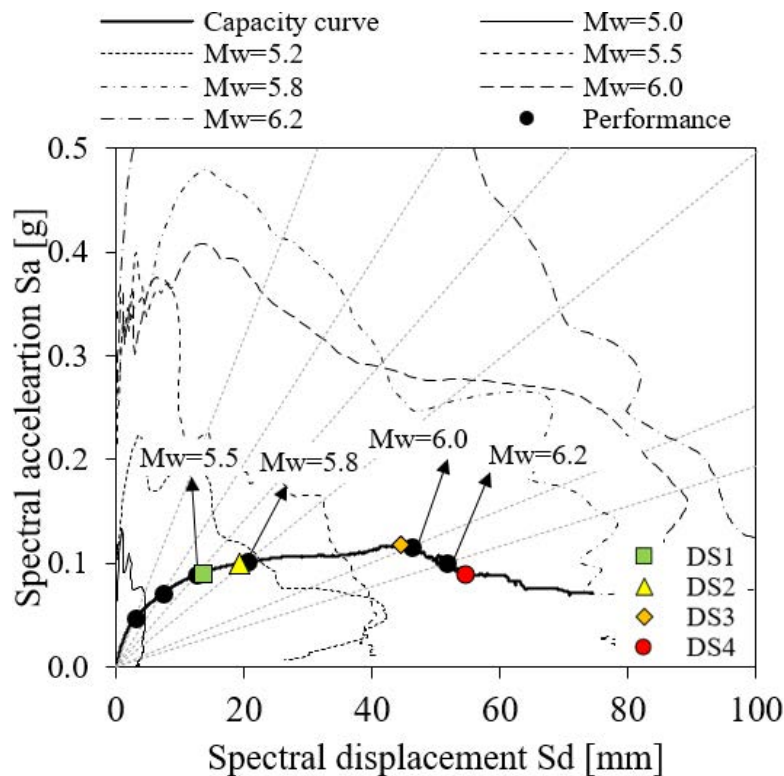 Capacity curve Mw=5.0
Mw=5.2 Mw=5.5
Mw=5.8 Mw=6.0
Mw=6.2 Performance
0.5
0.4
0.3
0.2
0.1
0.0
Spectral acceleartion Sa [g]
Mw=5.5
Mw=5.8
Mw=6.0
Mw=6.2
DS1
DS2
DS3
DS4
0 20 40 60 80 100
Spectral displacement Sd [mm]